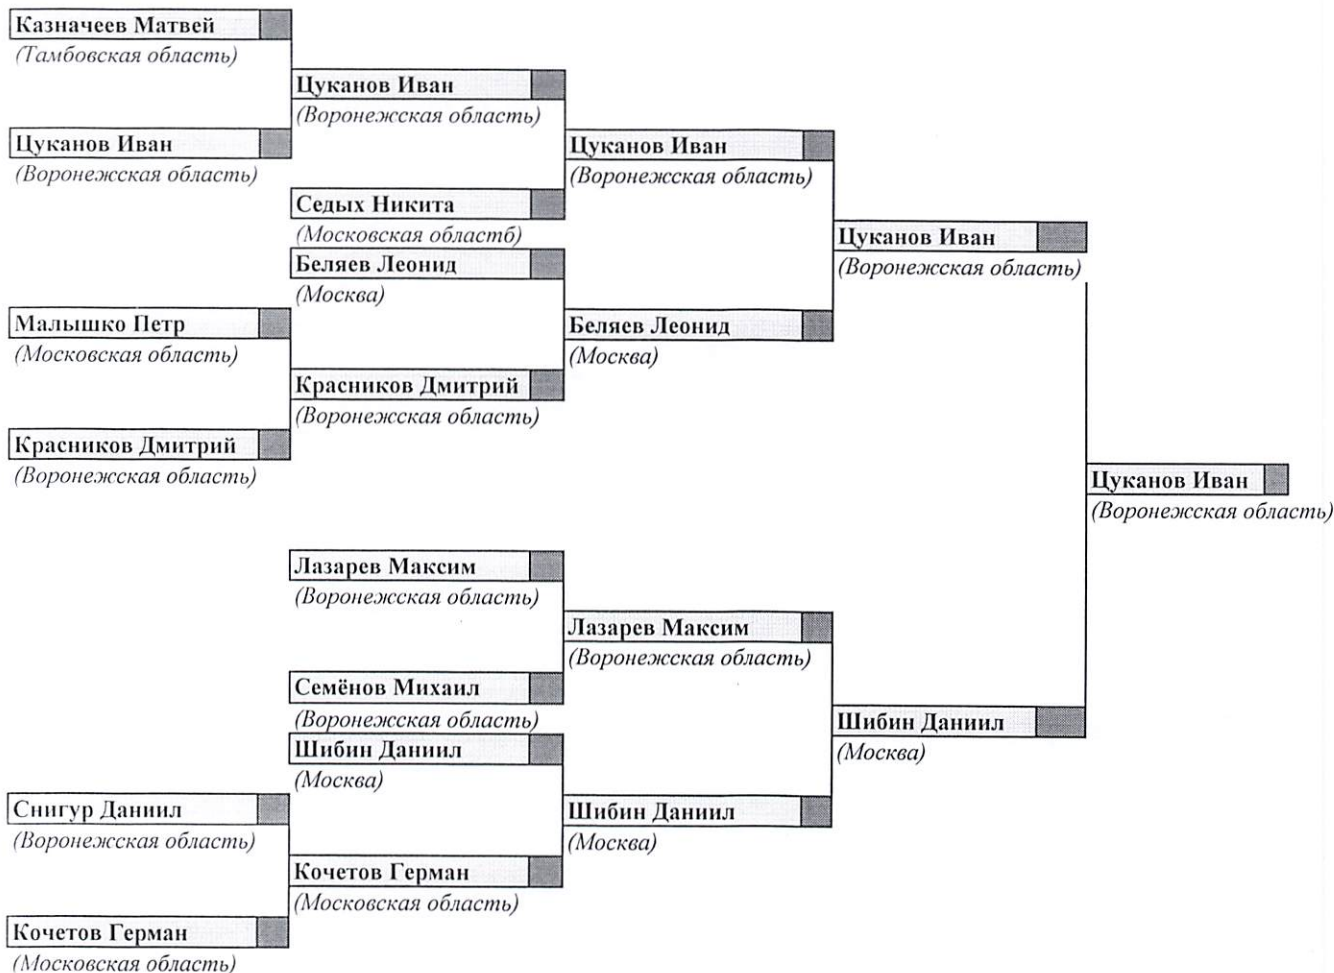 Казначеев Матвей
(Тамбовская область)
Цуканов Иван
(Воронежская область)
Цуканов Иван
(Воронежская область)
Цуканов Иван
(Воронежская область)
Седых Никита
(Московская областб)
Цуканов Иван
(Воронежская область)
Беляев Леонид
(Москва)
Малышко Петр
(Московская область)
Беляев Леонид
(Москва)
Красников Дмитрий
(Воронежская область)
Красников Дмитрий
(Воронежская область)
Цуканов Иван
(Воронежская область)
Лазарев Максим
(Воронежская область)
Лазарев Максим
(Воронежская область)
Семёнов Михаил
(Воронежская область)
Шибин Даниил
(Москва)
Шибин Даниил
(Москва)
Снигур Даниил
(Воронежская область)
Шибин Даниил
(Москва)
Кочетов Герман
(Московская область)
Кочетов Герман
(Московская область)